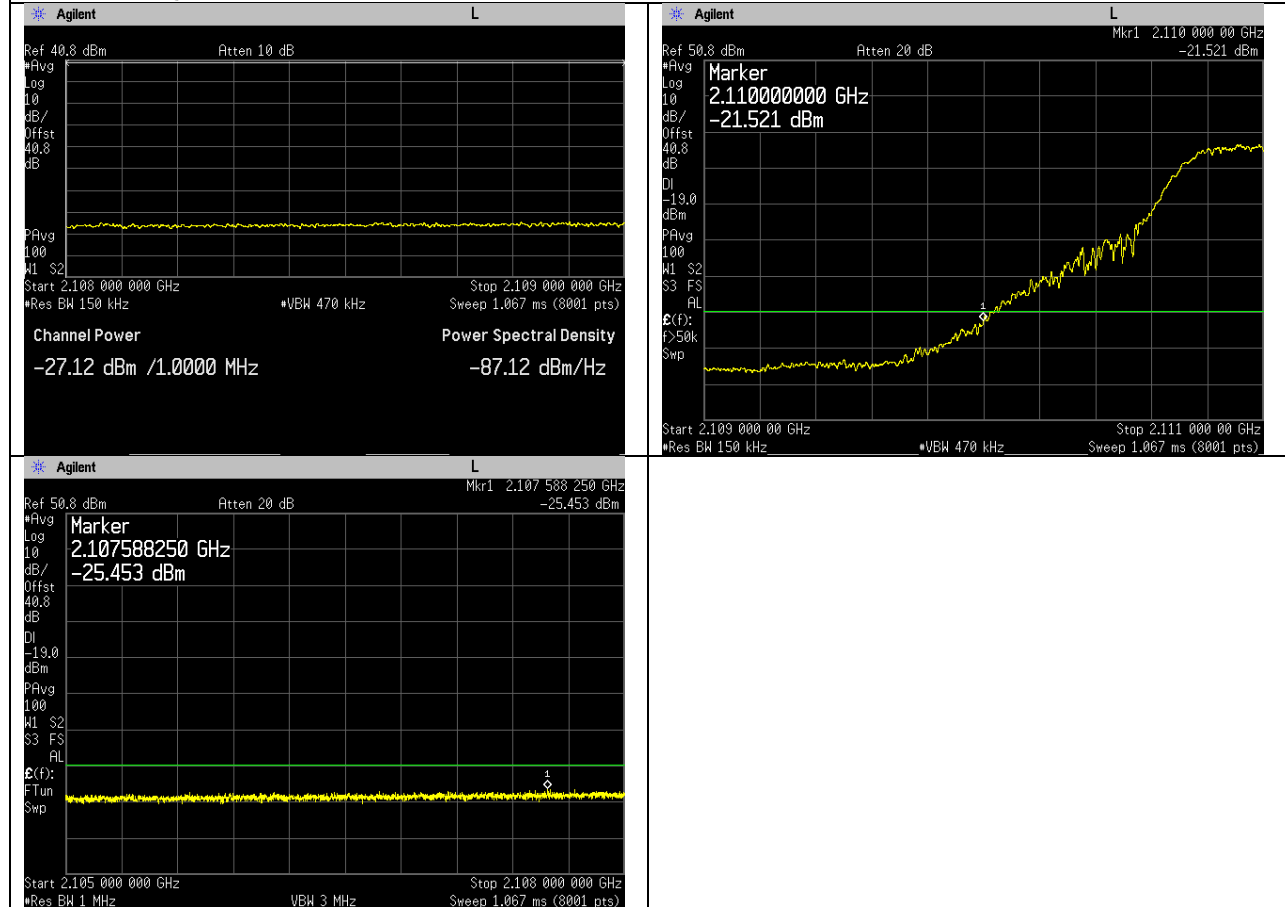 Agilent
L
Ref 40.8 dBm Atten 10 dB
#Avg
Log
10
dB/
Offst
40.8
dB
PAvg
100
W1 S2
Start 2.108 000 000 GHz Stop 2.109 000 000 GHz
#Res BW 150 kHz #VBW 470 kHz Sweep 1.067 ms (8001 pts)
Channel Power Power Spectral Density
-27.12 dBm /1.0000 MHz -87.12 dBm/Hz
Agilent
L
Mkr1 2.110 000 00 GHz
Ref 50.8 dBm Atten 20 dB -21.521 dBm
#Avg
Log
10
dB/
Offst
40.8
dB
DI
-19.0
dBm
PAvg
100
W1 S2
S3 FS
AL
£(f):
f>50k
Swp
Marker
2.110000000 GHz
-21.521 dBm
1
Start 2.109 000 00 GHz Stop 2.111 000 00 GHz
#Res BW 150 kHz #VBW 470 kHz Sweep 1.067 ms (8001 pts)
Agilent
L
Mkr1 2.107 588 250 GHz
Ref 50.8 dBm Atten 20 dB -25.453 dBm
#Avg
Log
10
dB/
Offst
40.8
dB
DI
-19.0
dBm
PAvg
100
W1 S2
S3 FS
AL
£(f):
FTun
Swp
Marker
2.107588250 GHz
-25.453 dBm
1
Start 2.105 000 000 GHz Stop 2.108 000 000 GHz
#Res BW 1 MHz VBW 3 MHz Sweep 1.067 ms (8001 pts)